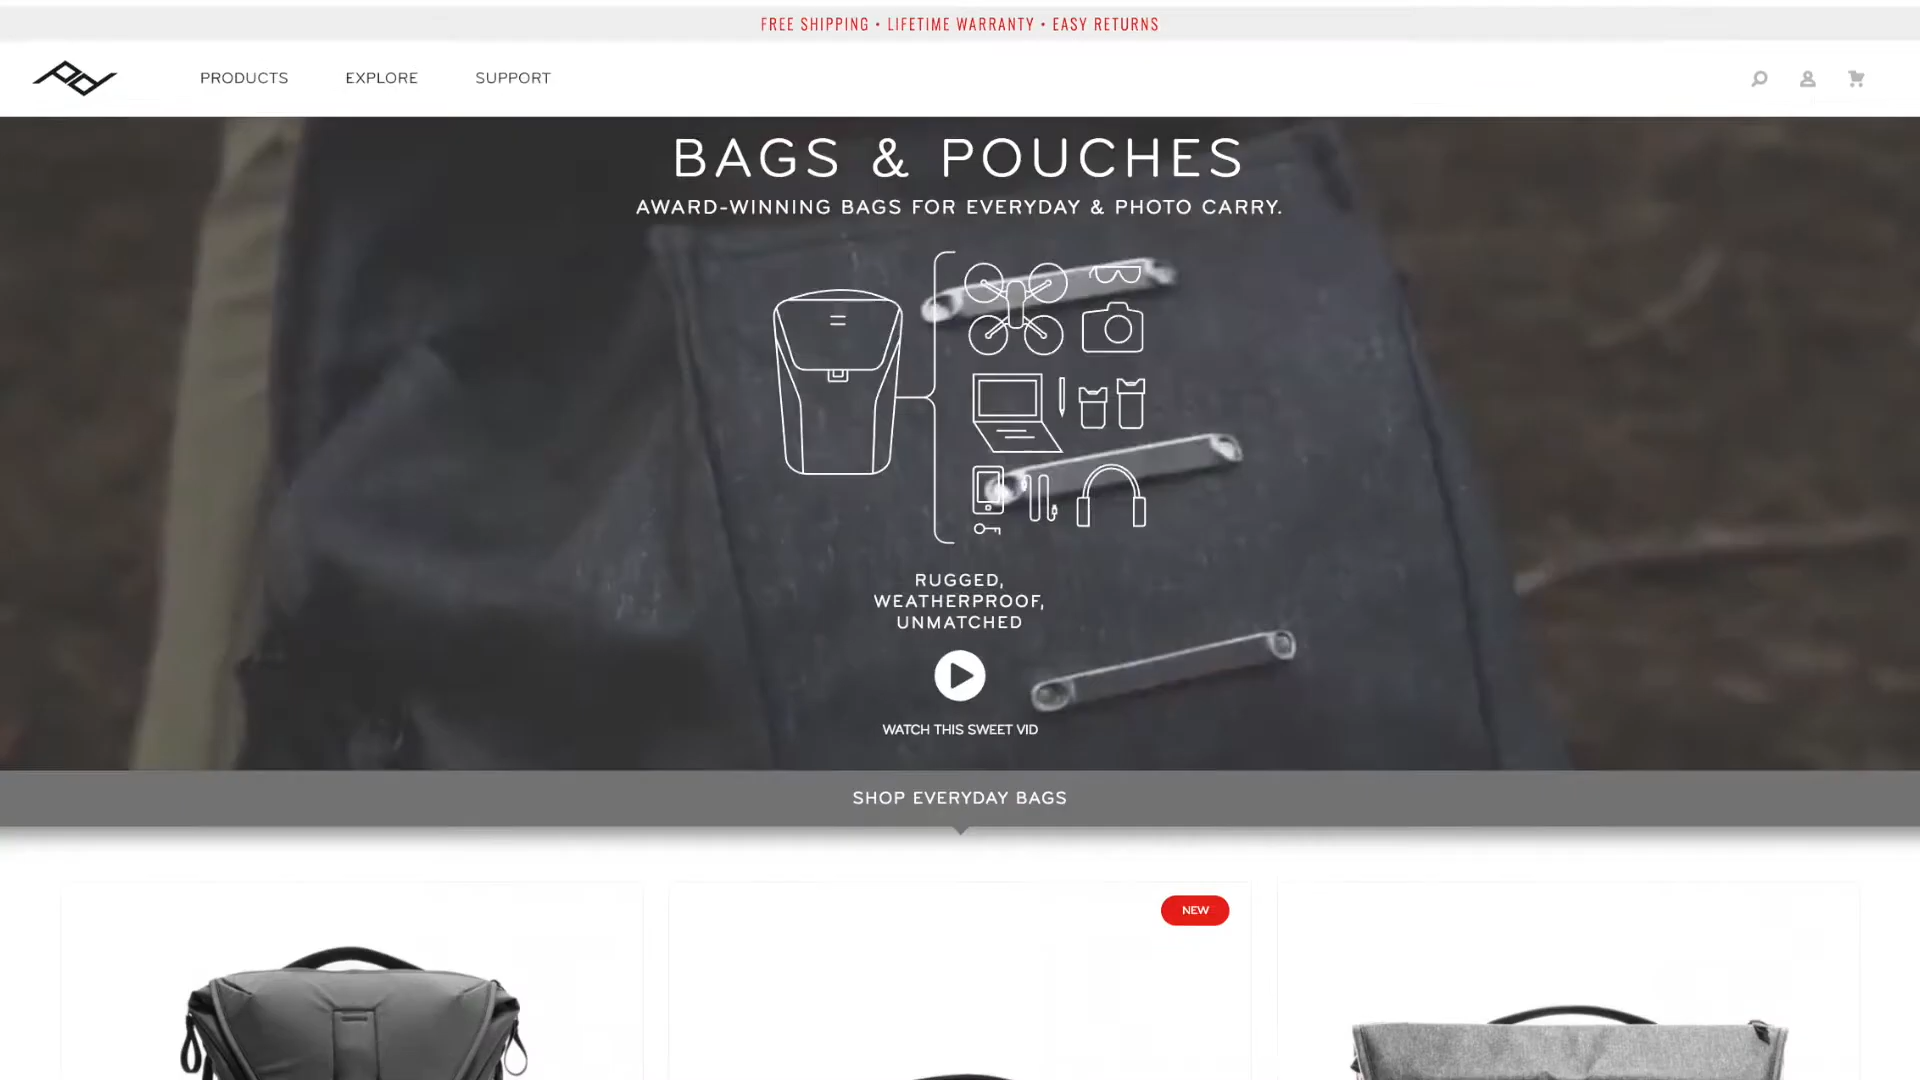 FREE SHIPPING • LIFETIME WARRANTY • EASY RETURNS
PRODUCTS EXPLORE SUPPORT
BAGS & POUCHES
AWARD-WINNING BAGS FOR EVERYDAY & PHOTO CARRY.
RUGGED,
WEATHERPROOF,
UNMATCHED
WATCH THIS SWEET VID
SHOP EVERYDAY BAGS
NEW